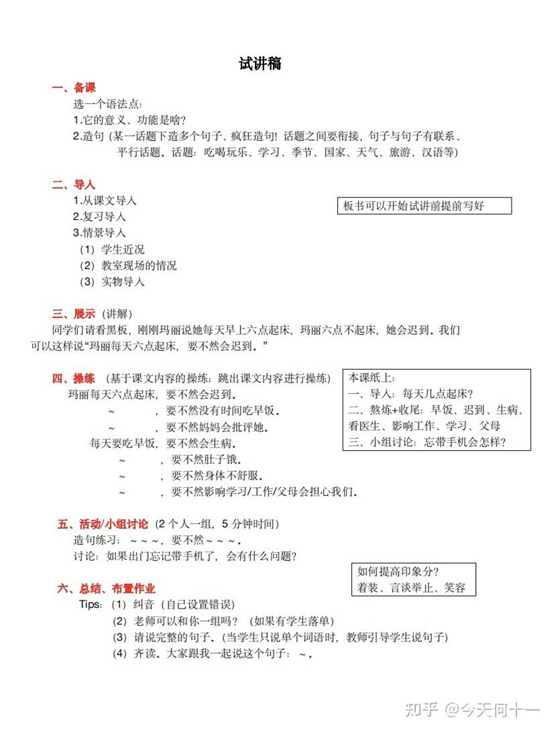 试讲稿
一、备课
选一个语法点：
1.它的意义、功能是啥？
2.造句（某一话题下造多个句子、疯狂造句！话题之间要衔接，句子与句子有联系、
平行话题。话题：吃喝玩乐、学习、季节、国家、天气、旅游、汉语等）
二、导入
1.从课文导入
2.复习导入
3.情景导入
（1）学生近况
（2）教室现场的情况
（3）实物导入
板书可以开始试讲前提前写好
三、展示（讲解）
同学们请看黑板，刚刚玛丽说她每天早上六点起床，玛丽六点不起床，她会迟到。我们
可以这样说“玛丽每天六点起床，要不然会迟到。”
四、操练（基于课文内容的操练；跳出课文内容进行操练）
玛丽每天六点起床，要不然会迟到。
~ ，要不然没有时间吃早饭。
~ ，要不然妈妈会批评她。
每天要吃早饭，要不然会生病。
~ ，要不然肚子饿。
~ ，要不然身体不舒服。
~ ，要不然影响学习/工作/父母会担心我们。
本课纸上：
一、导入：每天几点起床？
二、熬炼+收尾：早饭、迟到、生病、
看医生、影响工作、学习、父母
三、小组讨论：忘带手机会怎样？
五、活动/小组讨论（2 个人一组，5 分钟时间）
造句练习：~~~，要不然~~~。
讨论：如果出门忘记带手机了，会有什么问题？
如何提高印象分？
着装、言谈举止、笑容
六、总结、布置作业
Tips:（1）纠音（自己设置错误）
（2）老师可以和你一组吗？（如果有学生落单）
（3）请说完整的句子。（当学生只说单个词语时，教师引导学生说句子）
（4）齐读。大家跟我一起说这个句子：~。
知乎 @今天何十一